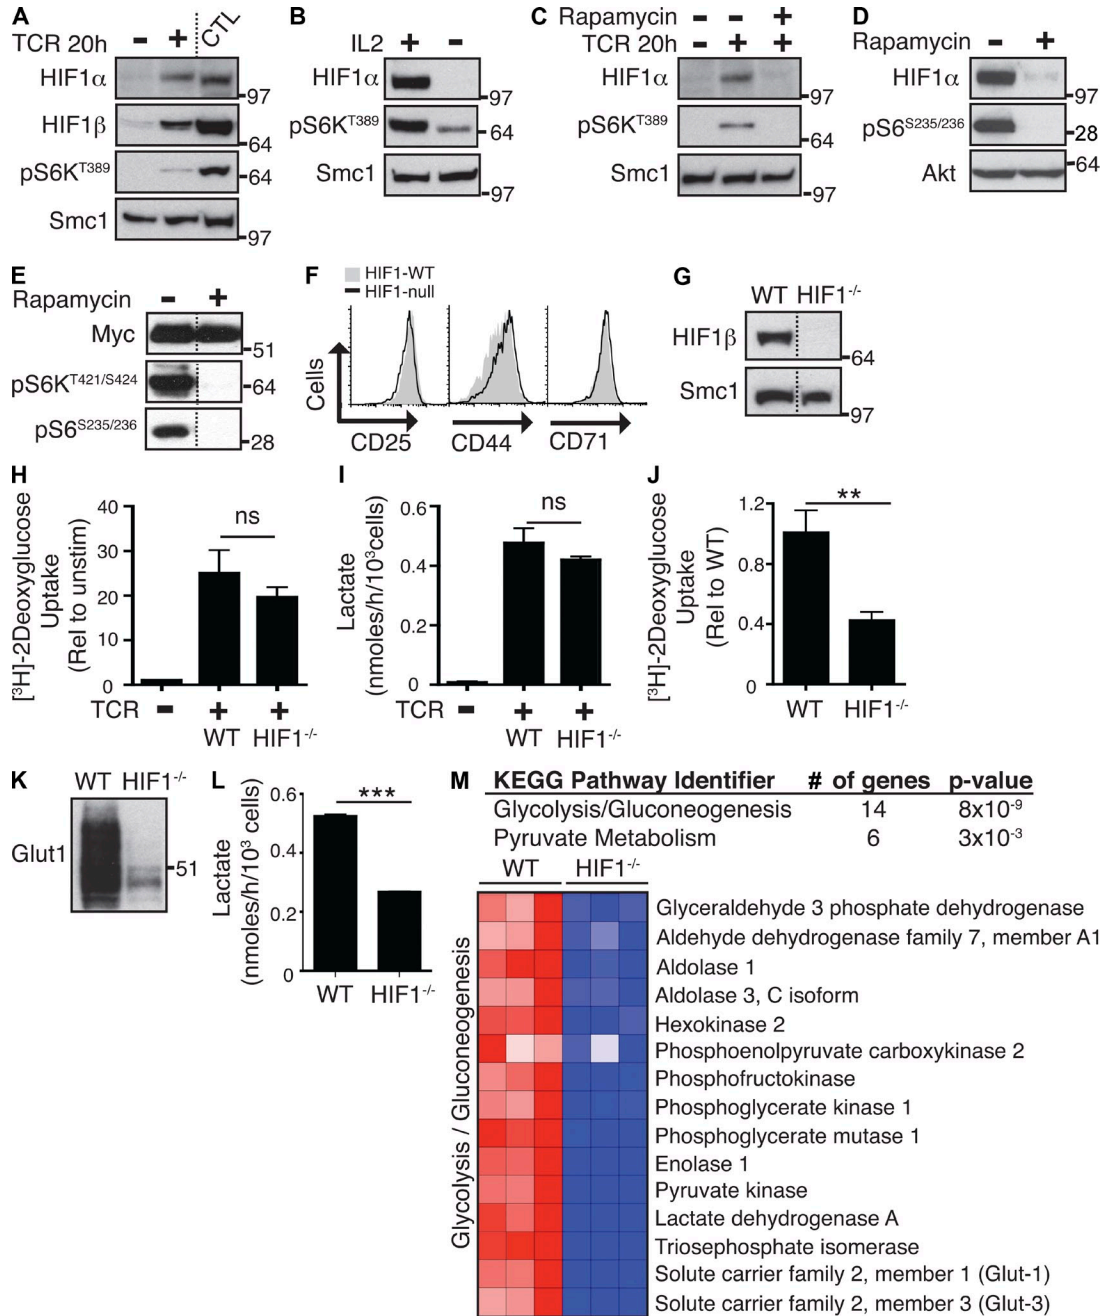 A
TCR 20h - + CTL
HIF1α
97
HIF1β
64
pS6K^T389
64
Smc1
97
B
IL2 + -
HIF1α
97
pS6K^T389
64
Smc1
97
C
Rapamycin - - +
TCR 20h - + +
HIF1α
97
pS6K^T389
64
Smc1
97
D
Rapamycin - +
HIF1α
97
pS6^S235/236
28
64
Akt
E
Rapamycin - +
Myc
51
pS6K^T421/S424
64
pS6^S235/236
28
F
HIF1-WT
HIF1-null
Cells
CD25 CD44 CD71
G
WT HIF1^-/-
HIF1β
64
Smc1
97
H
[³H]-2Deoxyglucose
Uptake
(Rel to unstim)
40
30
20
10
0
ns
TCR - + +
WT HIF1^-/-
I
Lactate
(nmoles/h/10³cells)
0.6
0.4
0.2
0
ns
TCR - + +
WT HIF1^-/-
J
[³H]-2Deoxyglucose
Uptake
(Rel to WT)
1.2
0.8
0.4
0
**
WT HIF1^-/-
K
WT HIF1^-/-
Glut1
51
L
Lactate
(nmoles/h/10³ cells)
0.6
0.4
0.2
0
***
WT HIF1^-/-
M
KEGG Pathway Identifier # of genes p-value
Glycolysis/Gluconeogenesis 14 8x10^-9
Pyruvate Metabolism 6 3x10^-3
WT HIF1^-/-
Glycolysis / Gluconeogenesis
Glyceraldehyde 3 phosphate dehydrogenase
Aldehyde dehydrogenase family 7, member A1
Aldolase 1
Aldolase 3, C isoform
Hexokinase 2
Phosphoenolpyruvate carboxykinase 2
Phosphofructokinase
Phosphoglycerate kinase 1
Phosphoglycerate mutase 1
Enolase 1
Pyruvate kinase
Lactate dehydrogenase A
Triosephosphate isomerase
Solute carrier family 2, member 1 (Glut-1)
Solute carrier family 2, member 3 (Glut-3)